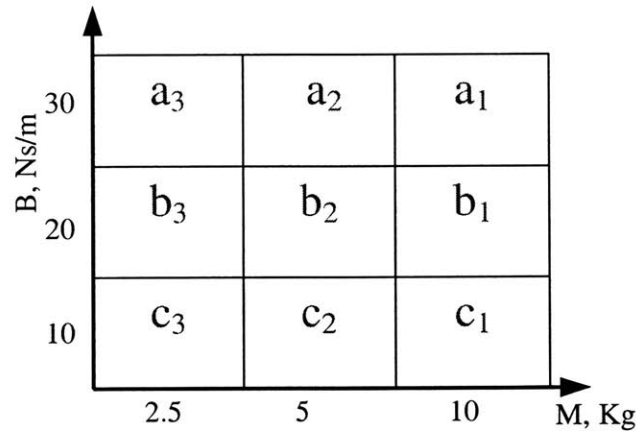 30 a₃ a₂ a₁
B, Ns/m
20 b₃ b₂ b₁
10 c₃ c₂ c₁
2.5 5 10 M, Kg